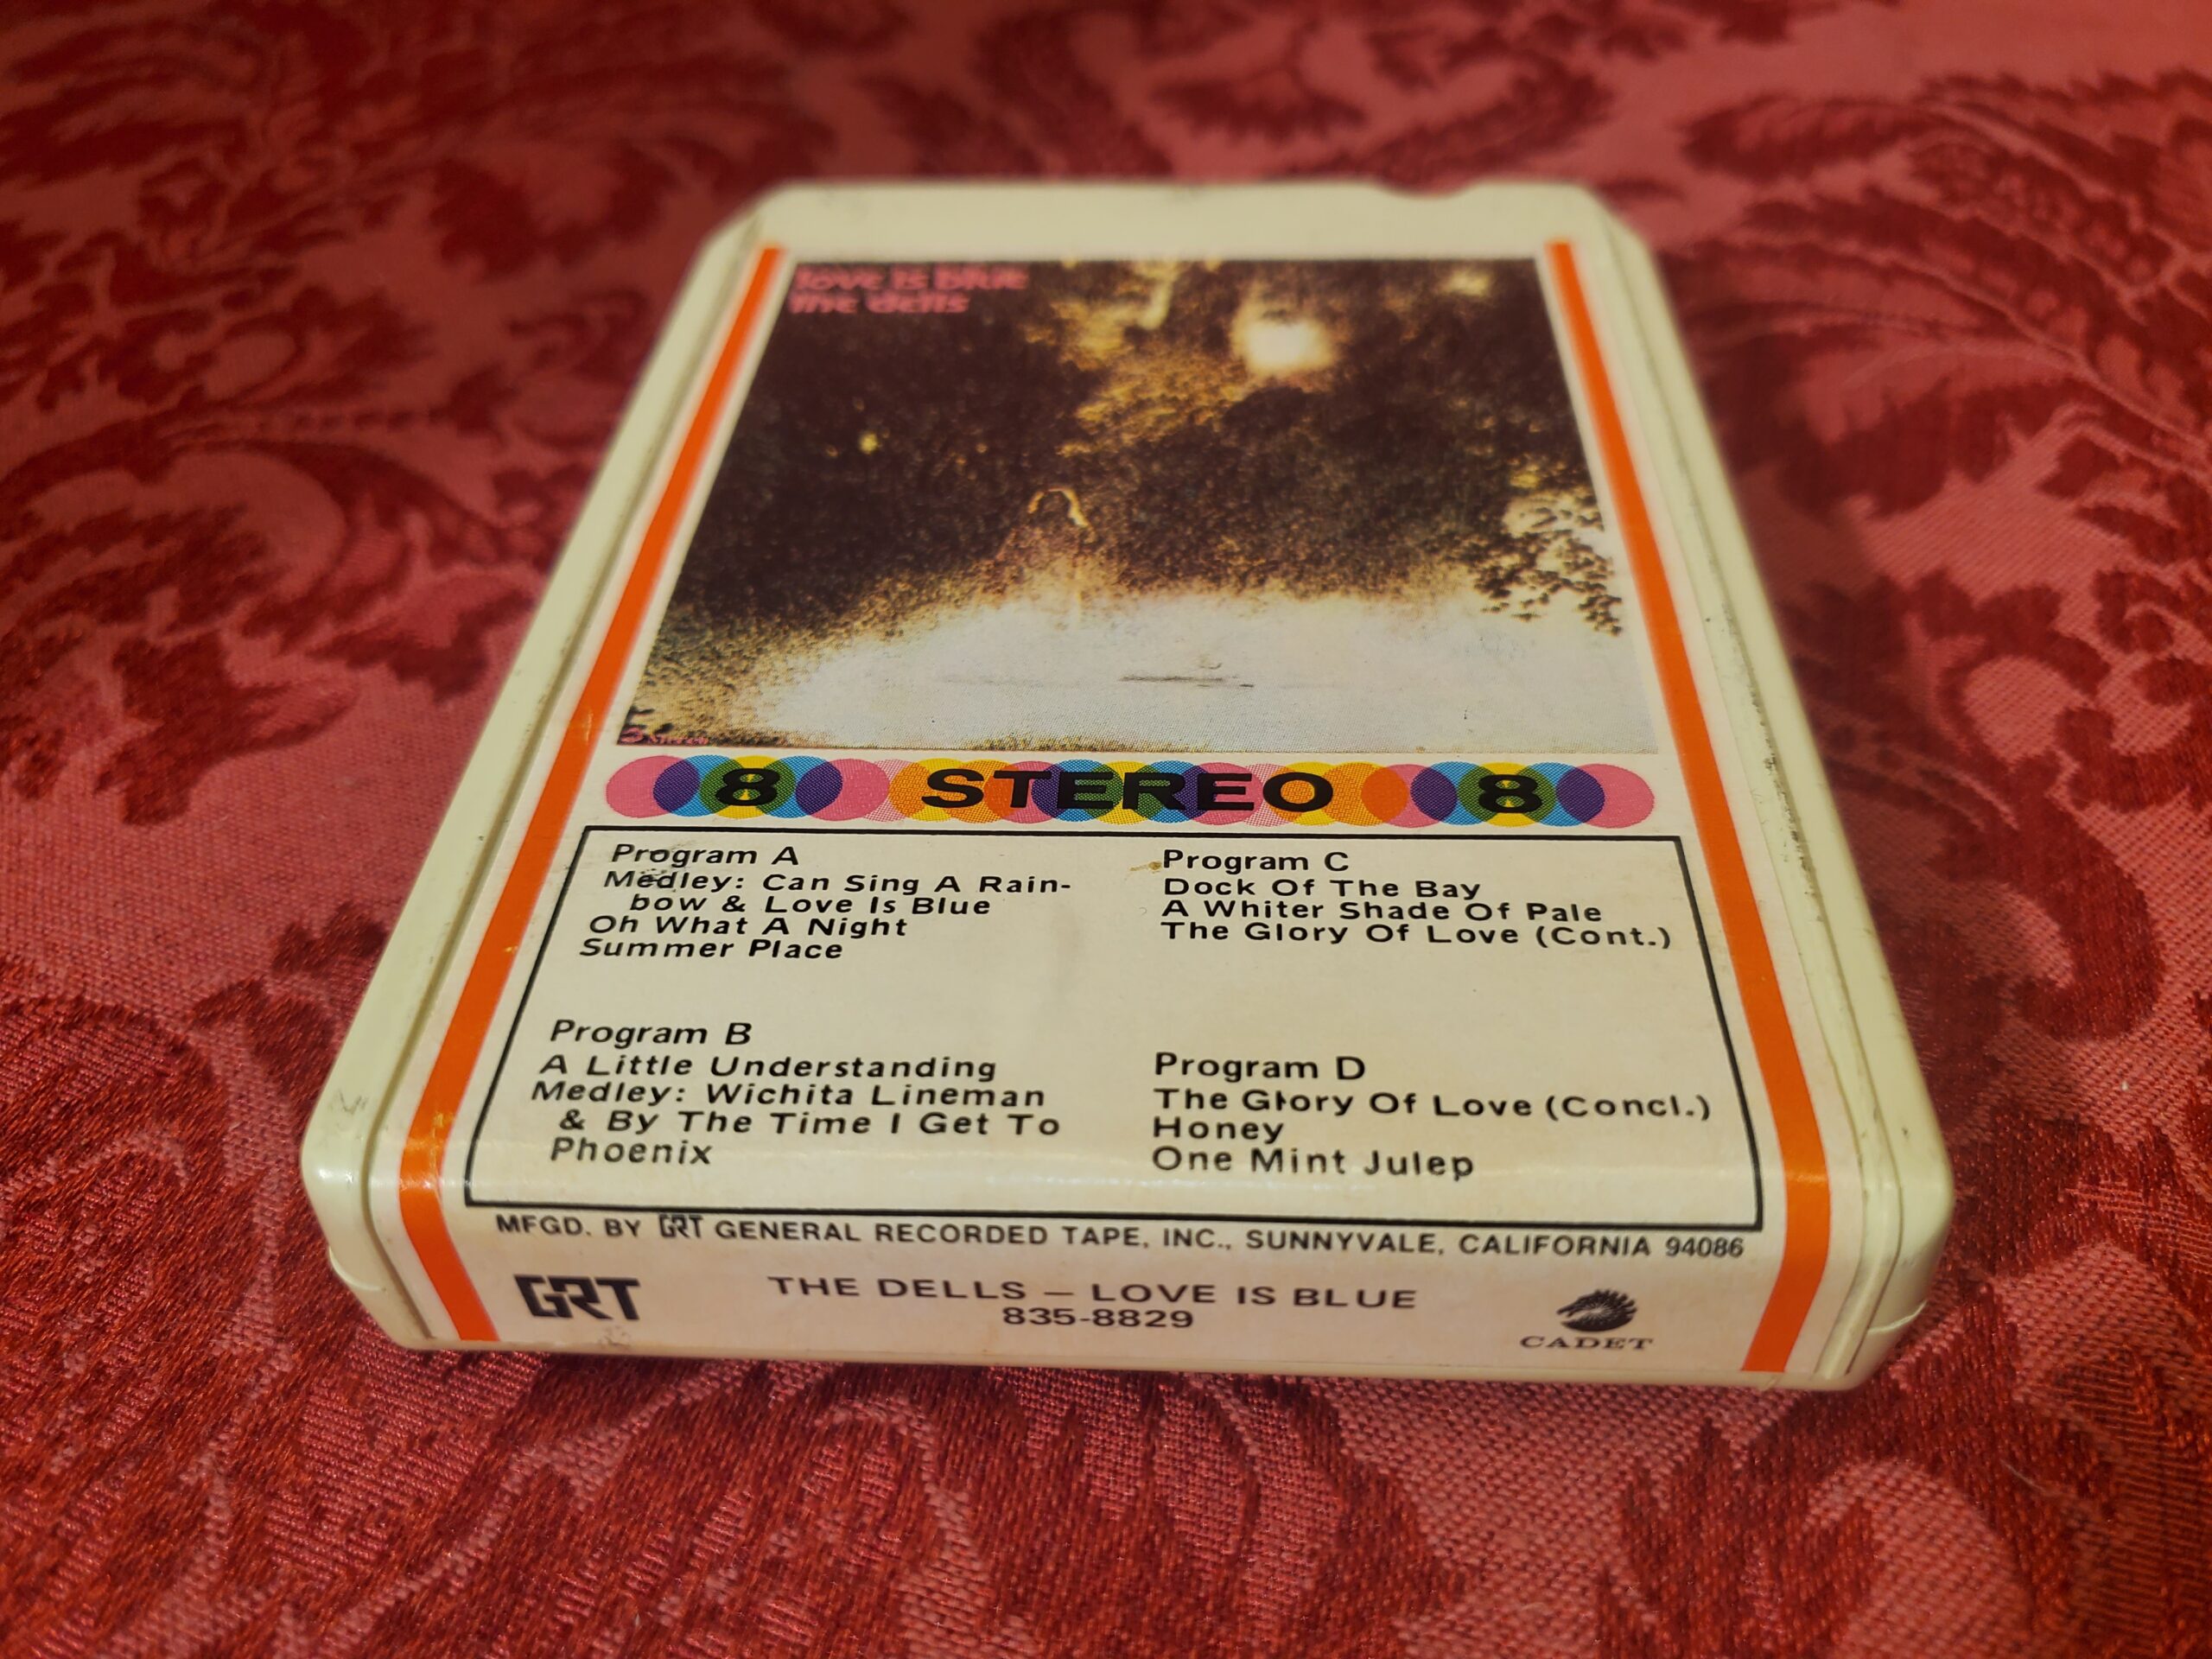 love is blue
the dells
8 STEREO 8
Program A
Medley: Can Sing A Rain-
bow & Love Is Blue
Oh What A Night
Summer Place
Program B
A Little Understanding
Medley: Wichita Lineman
& By The Time I Get To
Phoenix
Program C
Dock Of The Bay
A Whiter Shade Of Pale
The Glory Of Love (Cont.)
Program D
The Glory Of Love (Concl.)
Honey
One Mint Julep
MFGD. BY GRT GENERAL RECORDED TAPE, INC., SUNNYVALE, CALIFORNIA 94086
GRT
THE DELLS — LOVE IS BLUE
835-8829
CADET